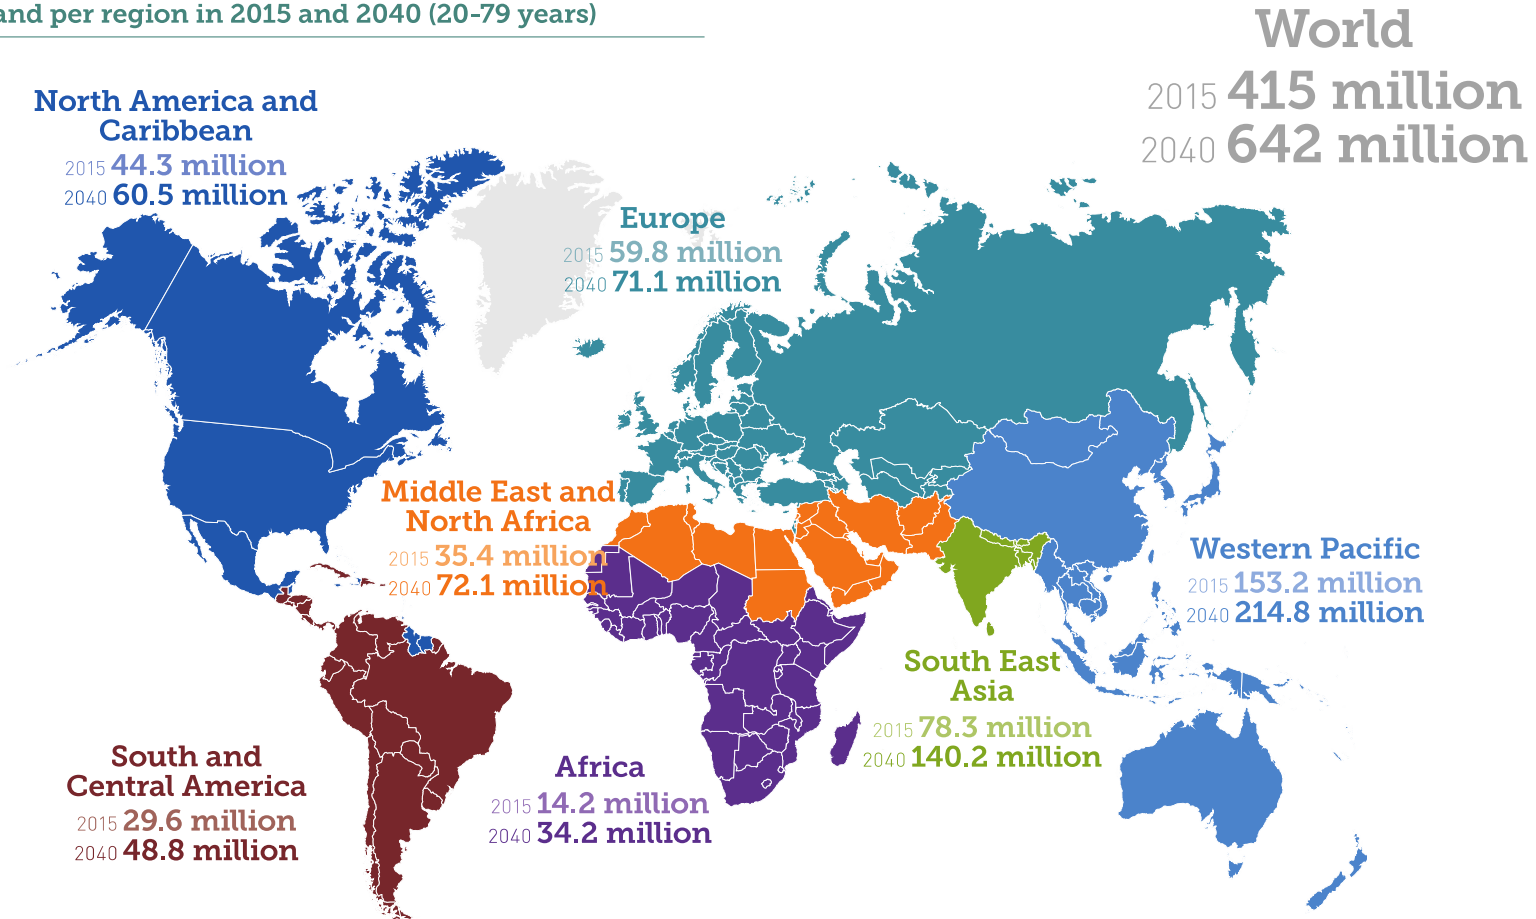 and per region in 2015 and 2040 (20-79 years)
World
2015 415 million
2040 642 million
North America and
Caribbean
2015 44.3 million
2040 60.5 million
Europe
2015 59.8 million
2040 71.1 million
Middle East and
North Africa
2015 35.4 million
2040 72.1 million
Western Pacific
2015 153.2 million
2040 214.8 million
South East
Asia
2015 78.3 million
2040 140.2 million
South and
Central America
2015 29.6 million
2040 48.8 million
Africa
2015 14.2 million
2040 34.2 million